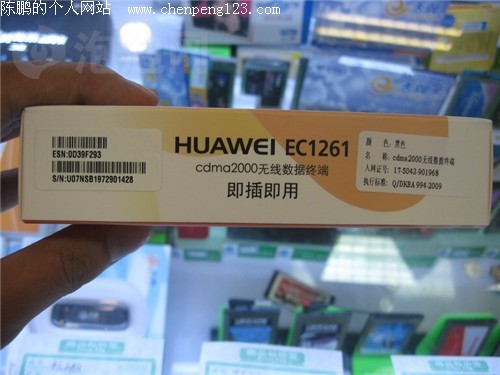 陈鹏的个人网站
www.chenpeng123.com
ESN:0D39F293
S/N:U07NSB1972901428
HUAWEI EC1261
cdma2000无线数据终端
即插即用
颜 色: 黑色
名 称: cdma2000无线数据终端
入网证号: 17-5043-901968
执行标准: Q/DKBA 994-2009